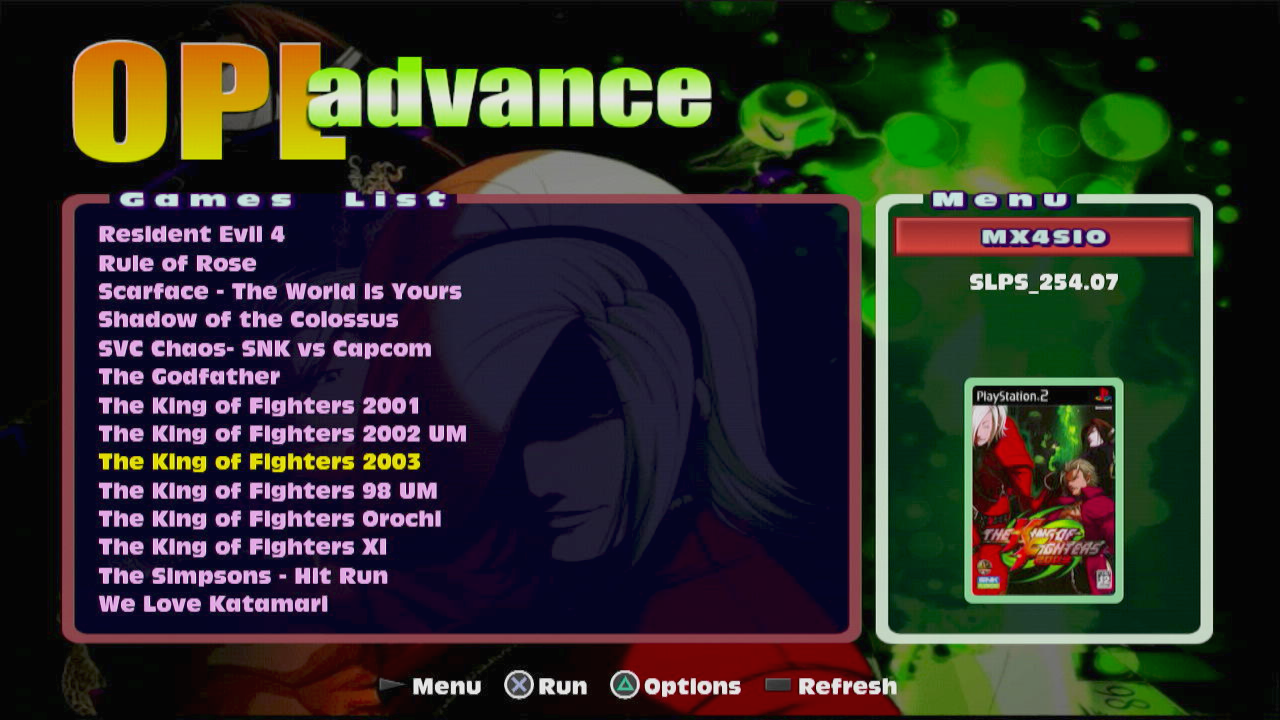 OPL advance
Games List
Resident Evil 4
Rule of Rose
Scarface - The World Is Yours
Shadow of the Colossus
SVC Chaos- SNK vs Capcom
The Godfather
The King of Fighters 2001
The King of Fighters 2002 UM
The King of Fighters 2003
The King of Fighters 98 UM
The King of Fighters Orochi
The King of Fighters XI
The Simpsons - Hit Run
We Love Katamari
Menu
MX4SIO
SLPS_254.07
PlayStation.2
THE KING OF
FIGHTERS
2003
SNK
Menu
Run
Options
Refresh
98